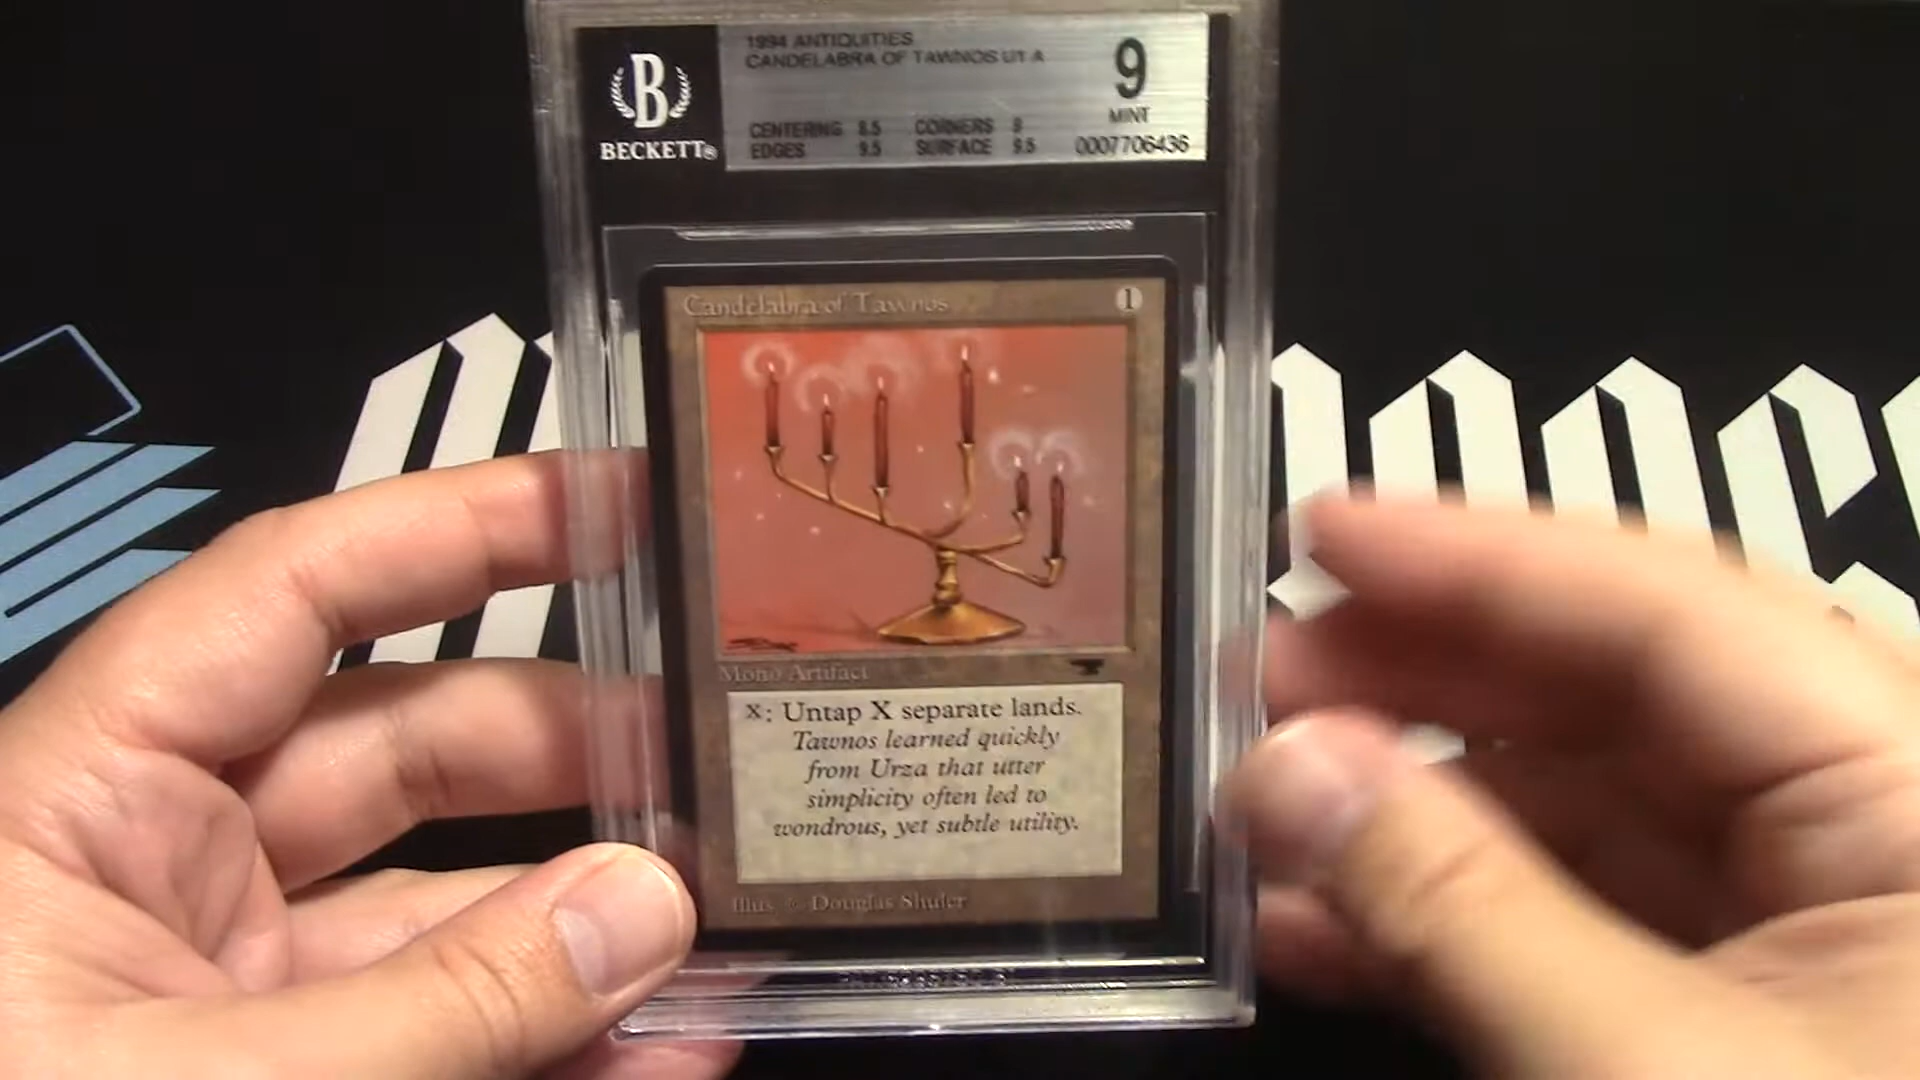 1994 ANTIQUITIES
CANDELABRA OF TAWNOS U1 A
9
MINT
CENTERING 8.5 CORNERS 9
EDGES 9.5 SURFACE 9.5
0007706436
B
BECKETT®
Candelabra of Tawnos 1
Mono Artifact
X: Untap X separate lands.
Tawnos learned quickly
from Urza that utter
simplicity often led to
wondrous, yet subtle utility.
Illus. © Douglas Shuler